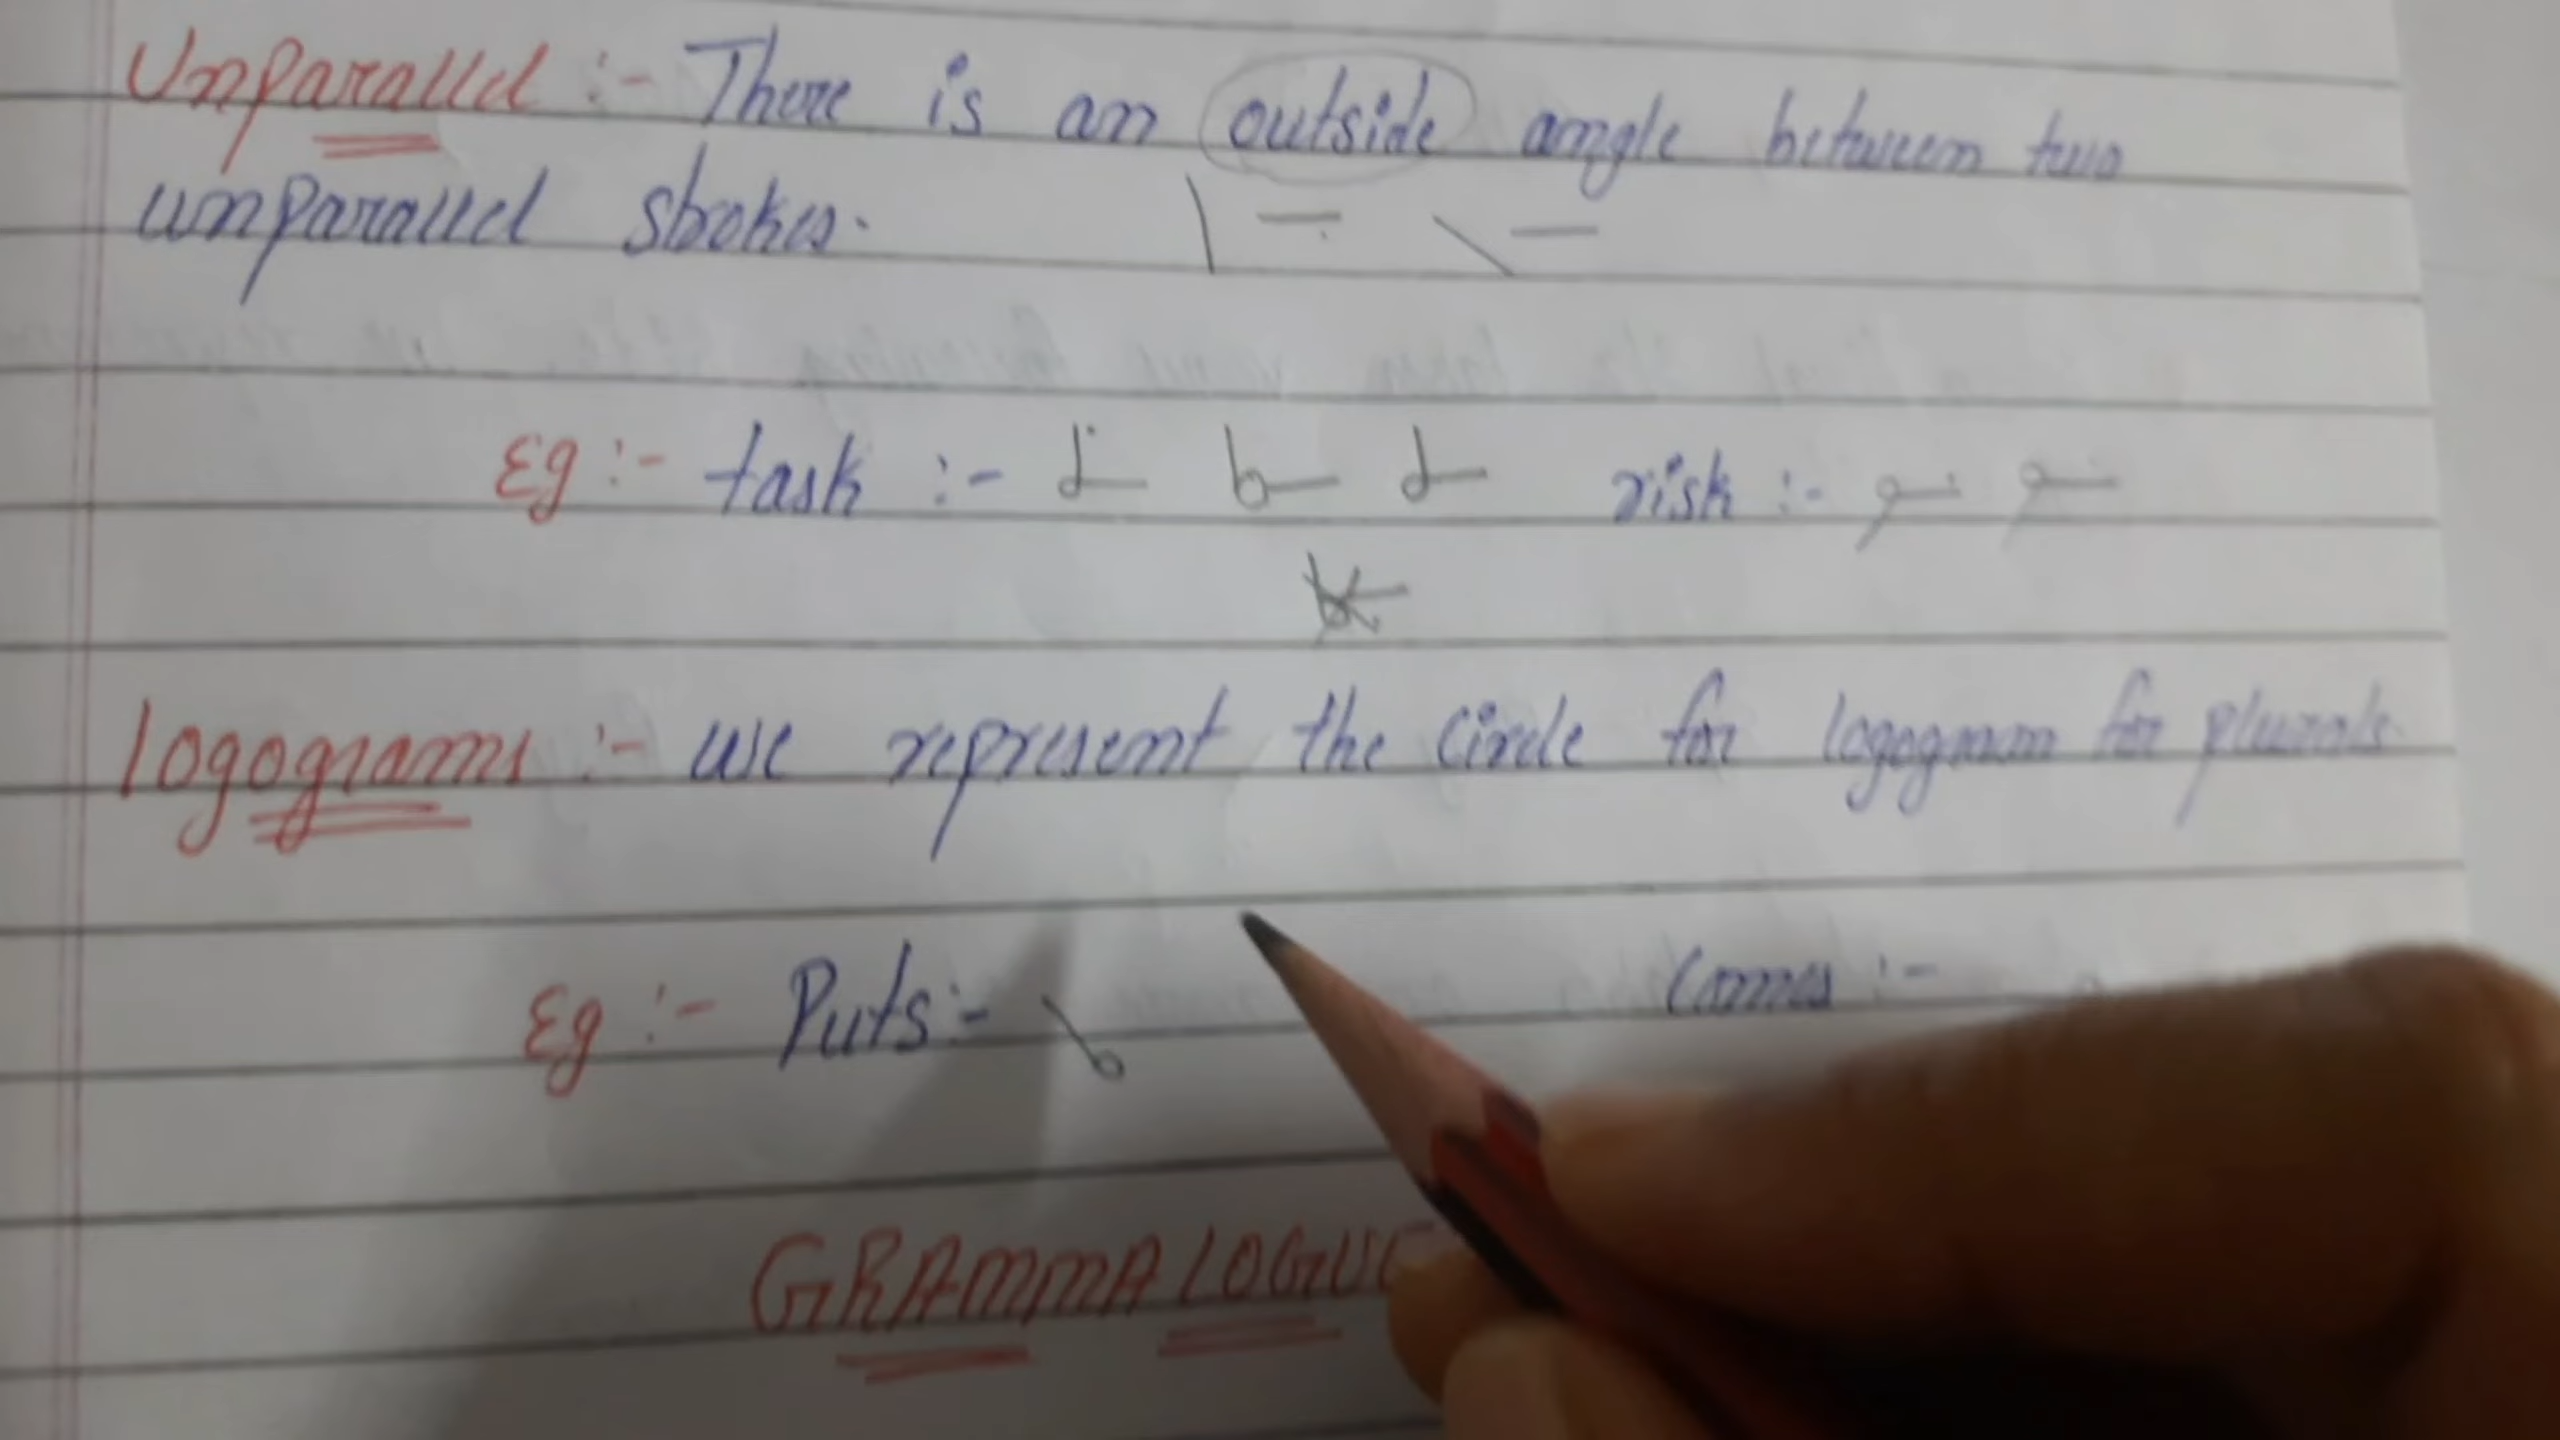 Unparallel :- There is an outside angle between two
unparallel strokes.
Eg :- task :- risk :-
logograms :- we represent the circle for logogram for plurals
Eg :- Puts :- Comes :-
GRAMMALOGUE